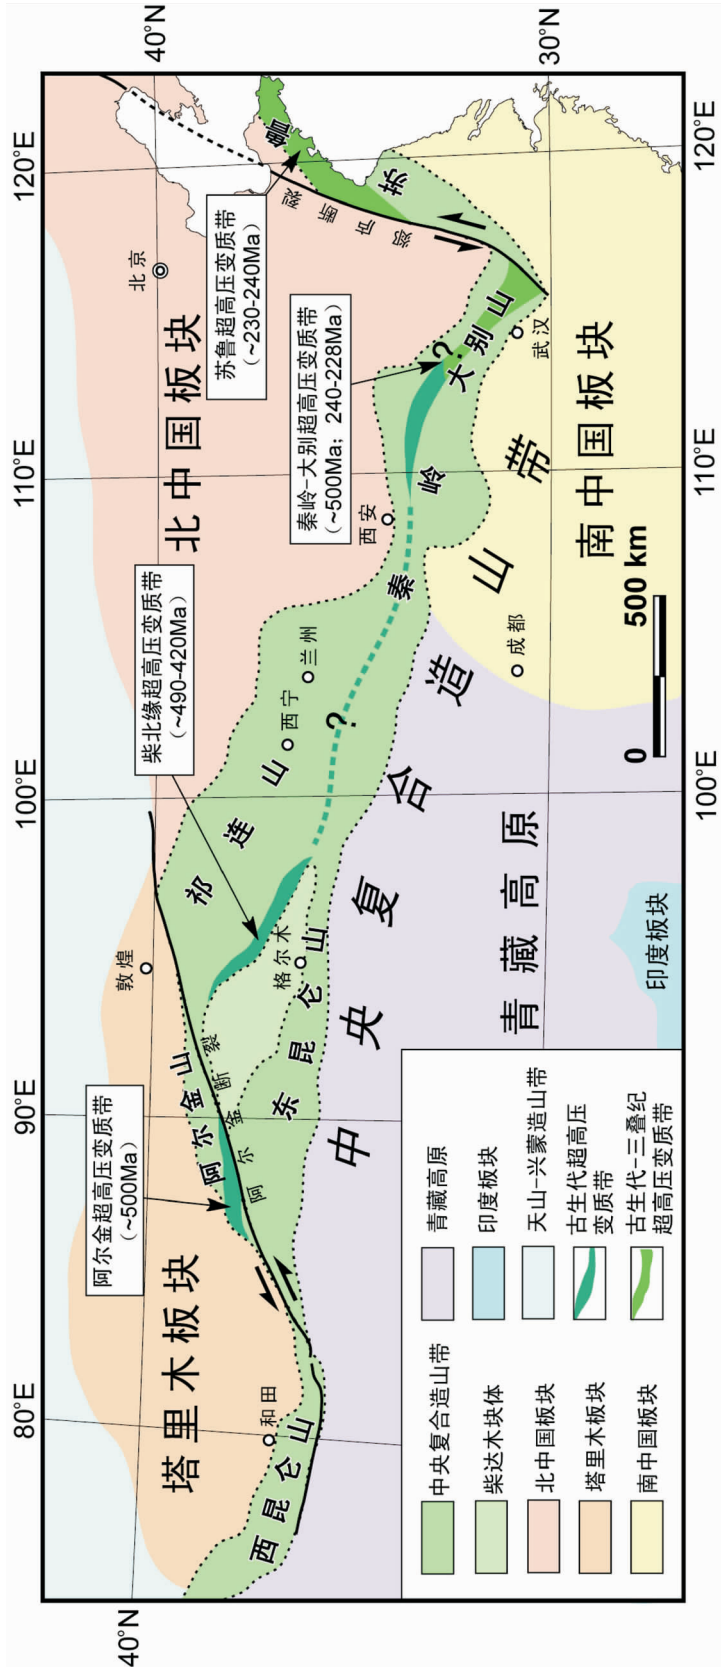 80°E
90°E
100°E
110°E
120°E
40°N
40°N
30°N
100°E
110°E
120°E
阿尔金超高压变质带
（~500Ma）
柴北缘超高压变质带
（~490-420Ma）
苏鲁超高压变质带
（~230-240Ma）
秦岭-大别超高压变质带
（~500Ma；240-228Ma）
塔里木板块
北中国板块
南中国板块
青藏高原
印度板块
中央复合造山带
西昆仑山
阿尔金山
阿尔金断裂
东昆仑山
祁连山
秦岭
大别山
苏鲁
郯庐断裂
和田
敦煌
格尔木
西宁
兰州
西安
成都
武汉
北京
?
?
0 500 km
中央复合造山带
柴达木块体
北中国板块
塔里木板块
南中国板块
青藏高原
印度板块
天山-兴蒙造山带
古生代超高压
变质带
古生代-三叠纪
超高压变质带